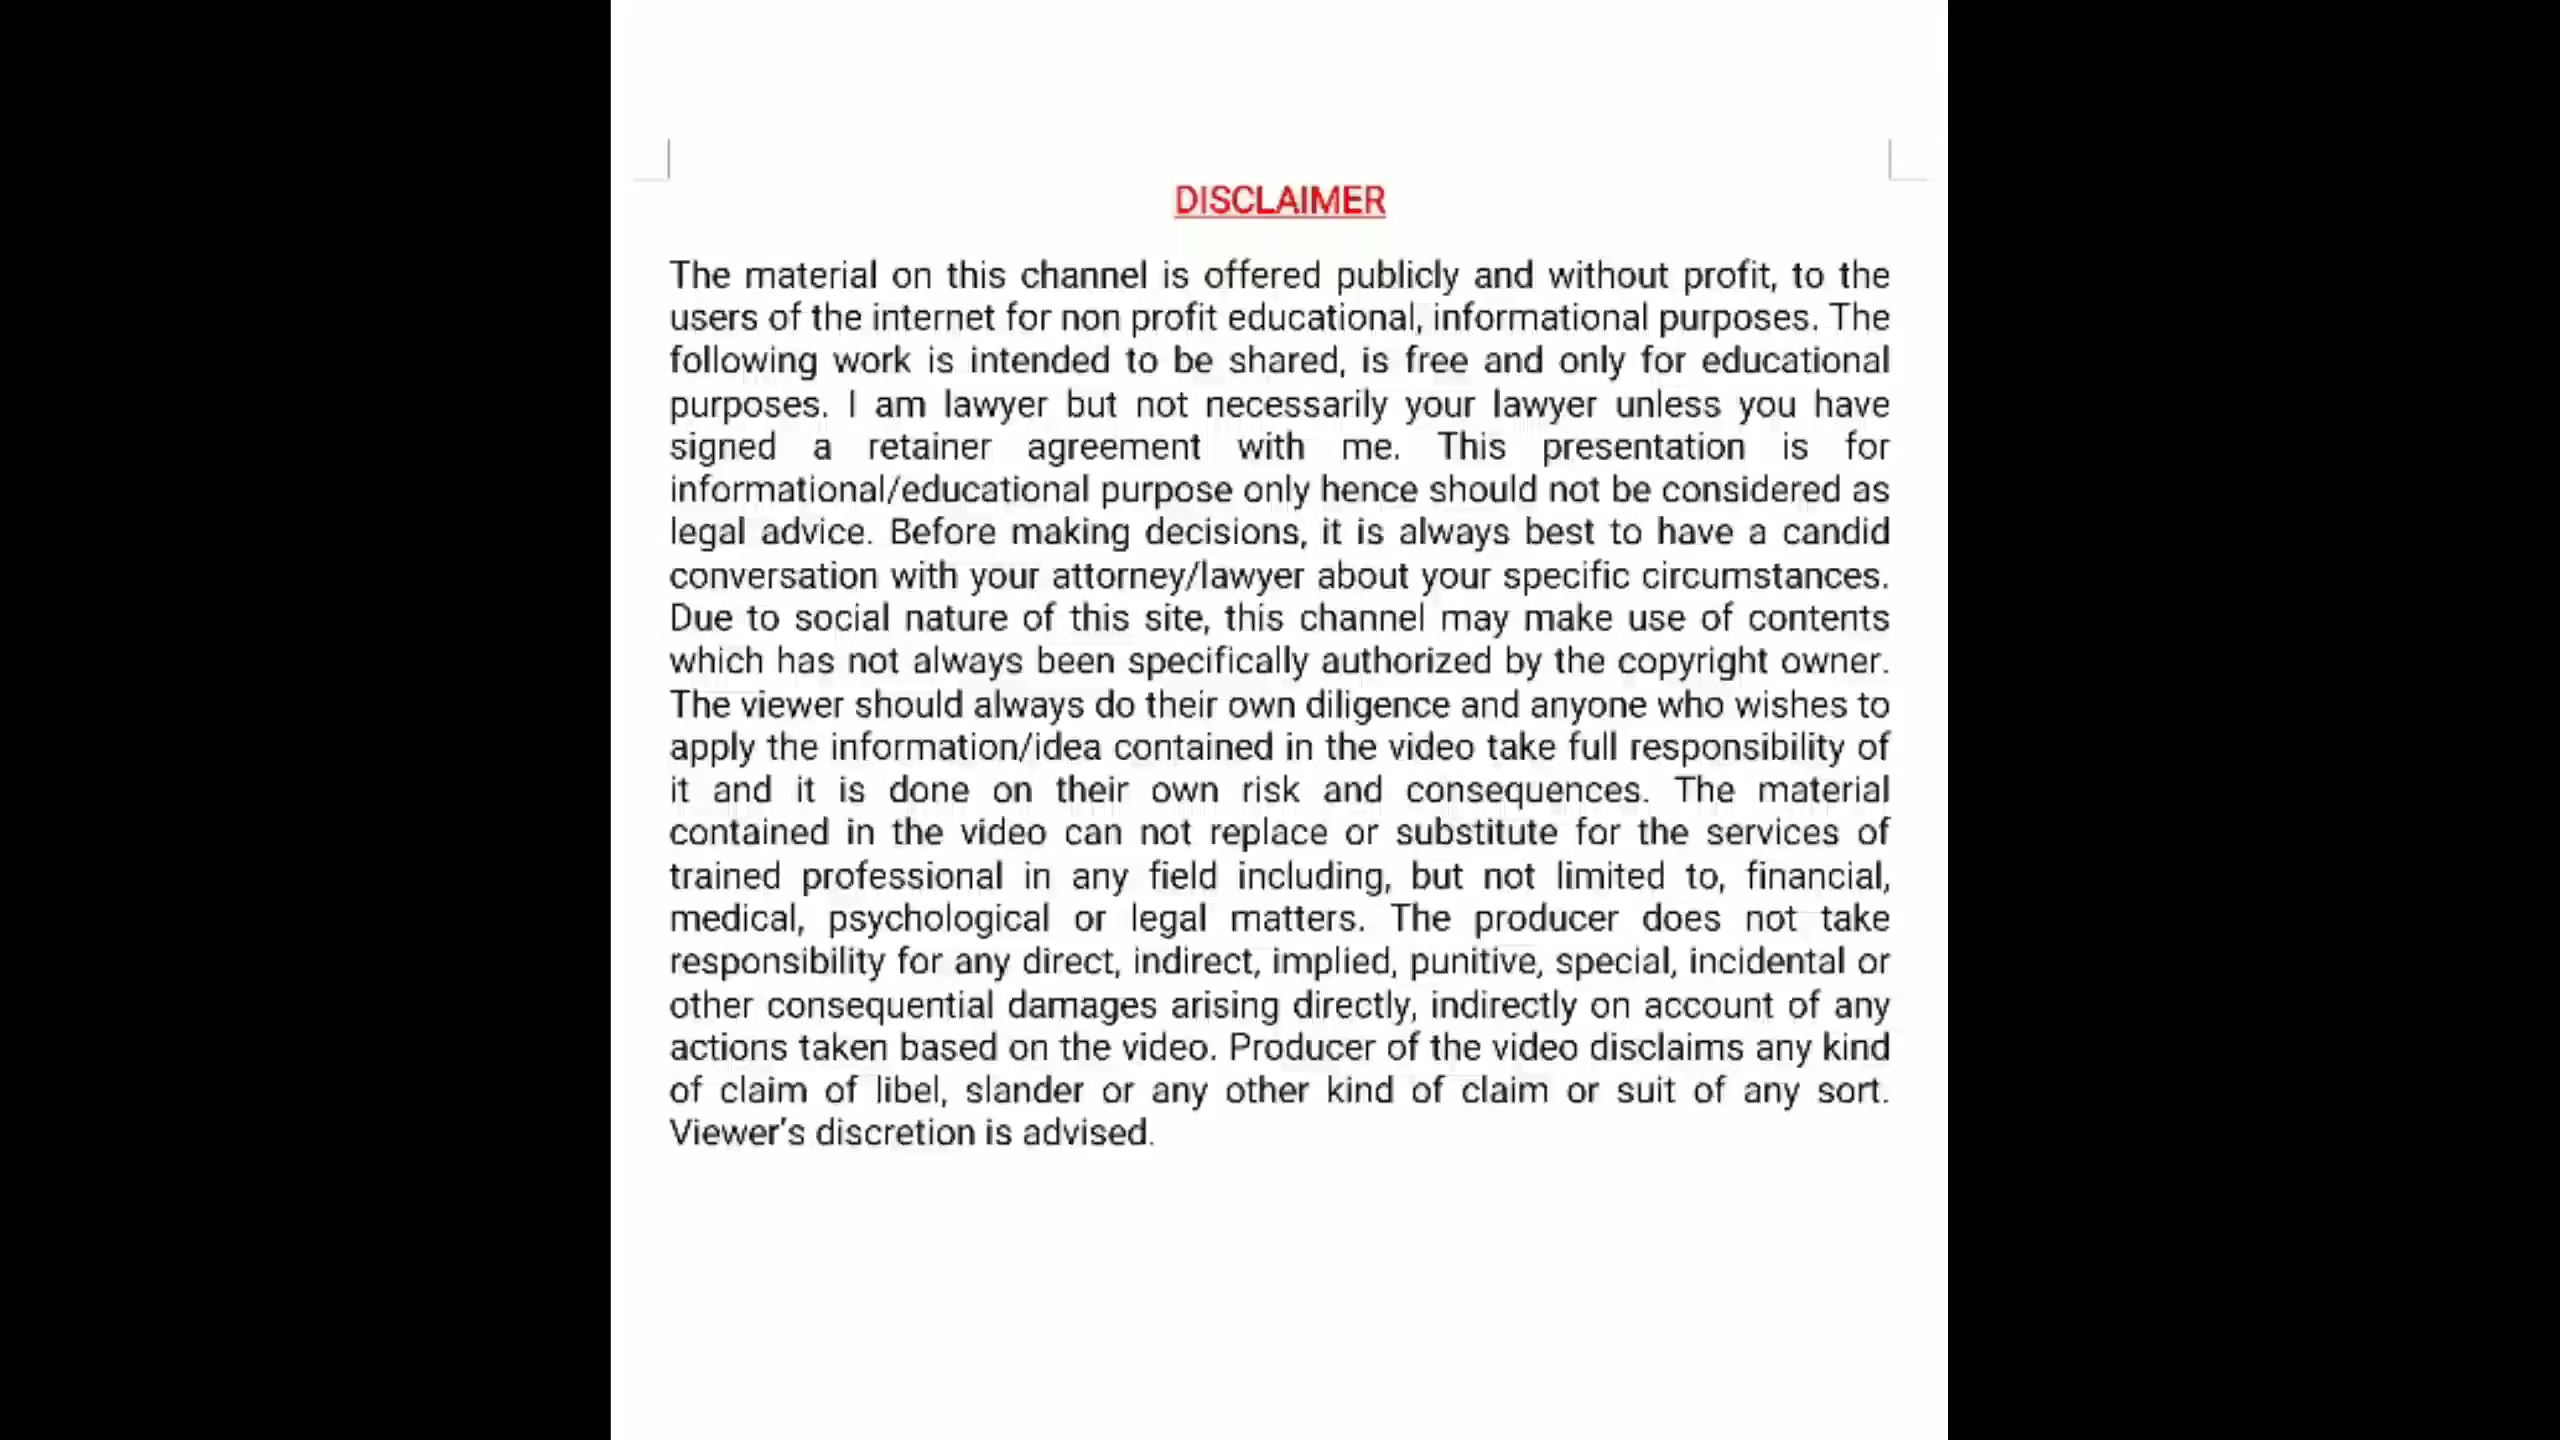 DISCLAIMER
The material on this channel is offered publicly and without profit, to the
users of the internet for non profit educational, informational purposes. The
following work is intended to be shared, is free and only for educational
purposes. I am lawyer but not necessarily your lawyer unless you have
signed a retainer agreement with me. This presentation is for
informational/educational purpose only hence should not be considered as
legal advice. Before making decisions, it is always best to have a candid
conversation with your attorney/lawyer about your specific circumstances.
Due to social nature of this site, this channel may make use of contents
which has not always been specifically authorized by the copyright owner.
The viewer should always do their own diligence and anyone who wishes to
apply the information/idea contained in the video take full responsibility of
it and it is done on their own risk and consequences. The material
contained in the video can not replace or substitute for the services of
trained professional in any field including, but not limited to, financial,
medical, psychological or legal matters. The producer does not take
responsibility for any direct, indirect, implied, punitive, special, incidental or
other consequential damages arising directly, indirectly on account of any
actions taken based on the video. Producer of the video disclaims any kind
of claim of libel, slander or any other kind of claim or suit of any sort.
Viewer’s discretion is advised.